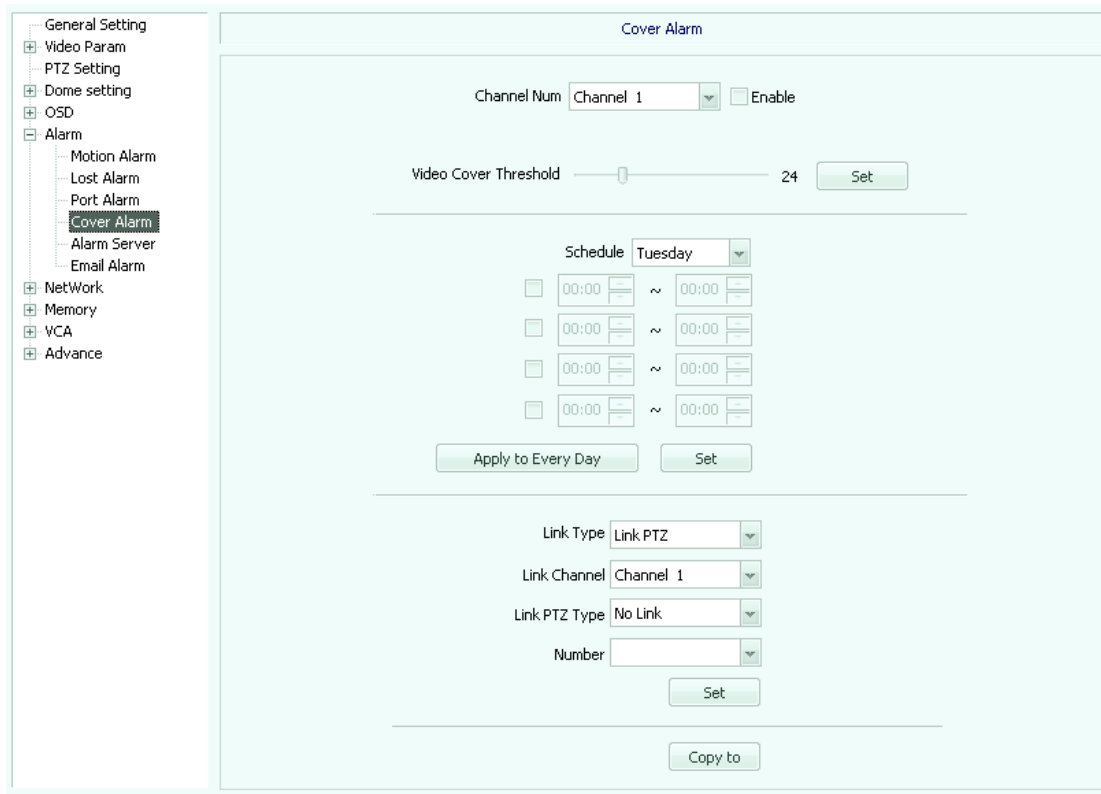 General Setting
Video Param
PTZ Setting
Dome setting
OSD
Alarm
Motion Alarm
Lost Alarm
Port Alarm
Cover Alarm
Alarm Server
Email Alarm
NetWork
Memory
VCA
Advance
Cover Alarm
Channel Num Channel 1 Enable
Video Cover Threshold 24 Set
Schedule Tuesday
00:00 ~ 00:00
00:00 ~ 00:00
00:00 ~ 00:00
00:00 ~ 00:00
Apply to Every Day Set
Link Type Link PTZ
Link Channel Channel 1
Link PTZ Type No Link
Number
Set
Copy to